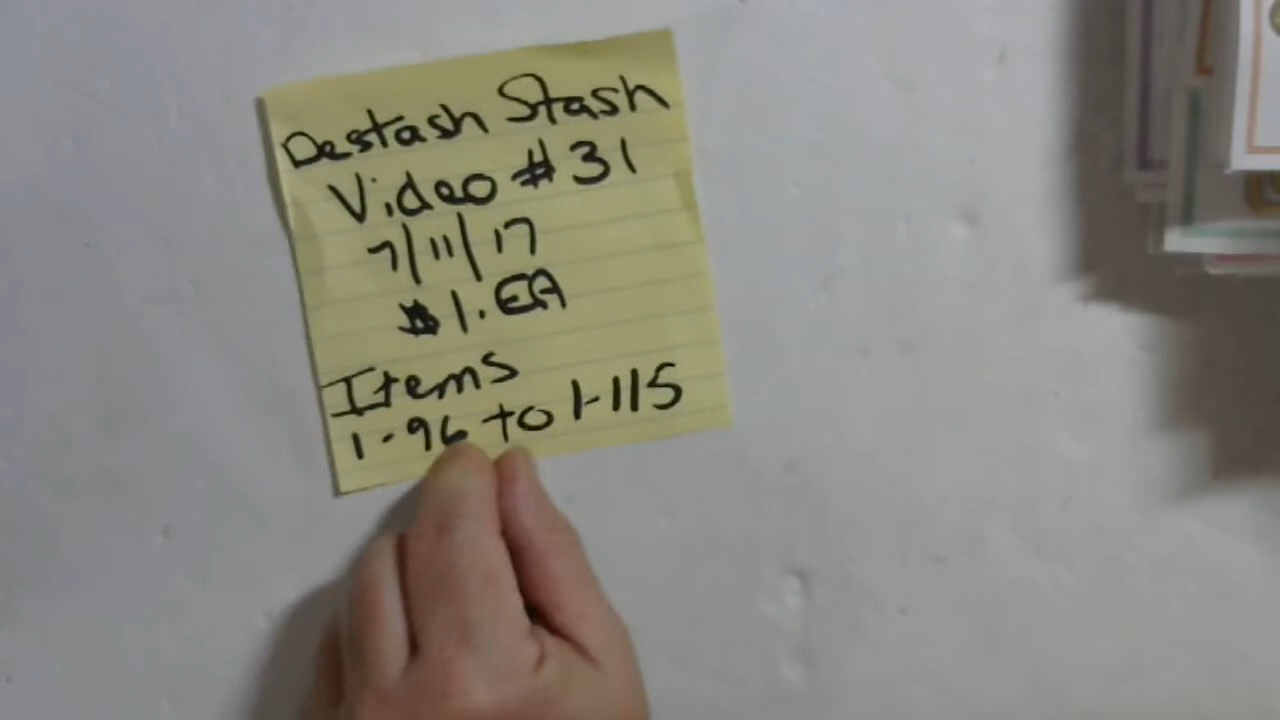 Destash Stash
Video #31
7/11/17
$1.EA
Items
1-96 to 1-115